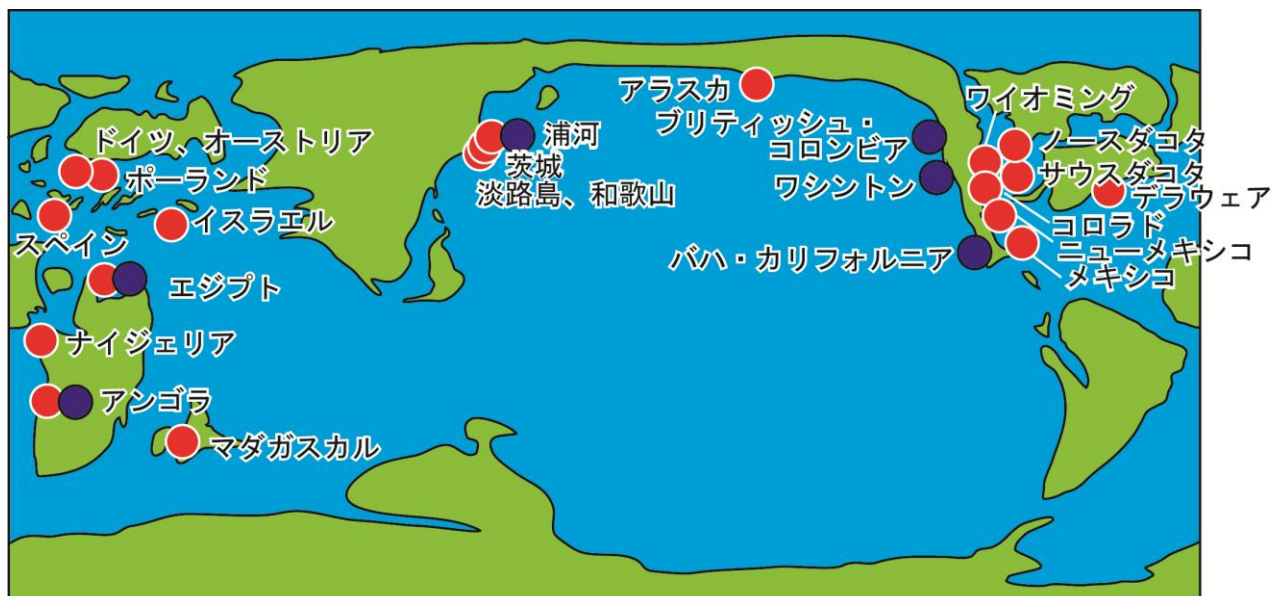 ドイツ、オーストリア
ポーランド
スペイン
イスラエル
エジプト
ナイジェリア
アンゴラ
マダガスカル
浦河
茨城
淡路島、和歌山
アラスカ
ブリティッシュ・
コロンビア
ワシントン
バハ・カリフォルニア
ワイオミング
ノースダコタ
サウスダコタ
デラウェア
コロラド
ニューメキシコ
メキシコ